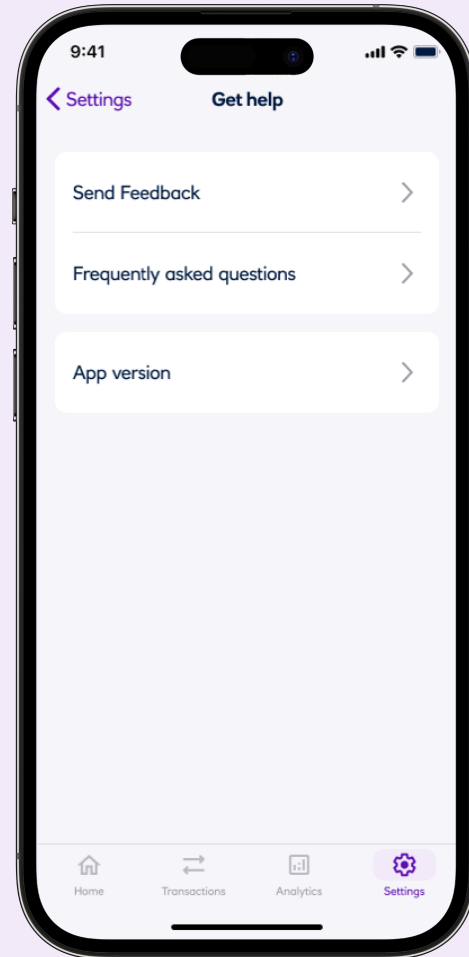 9:41
Settings
Get help
Send Feedback
Frequently asked questions
App version
Home
Transactions
Analytics
Settings